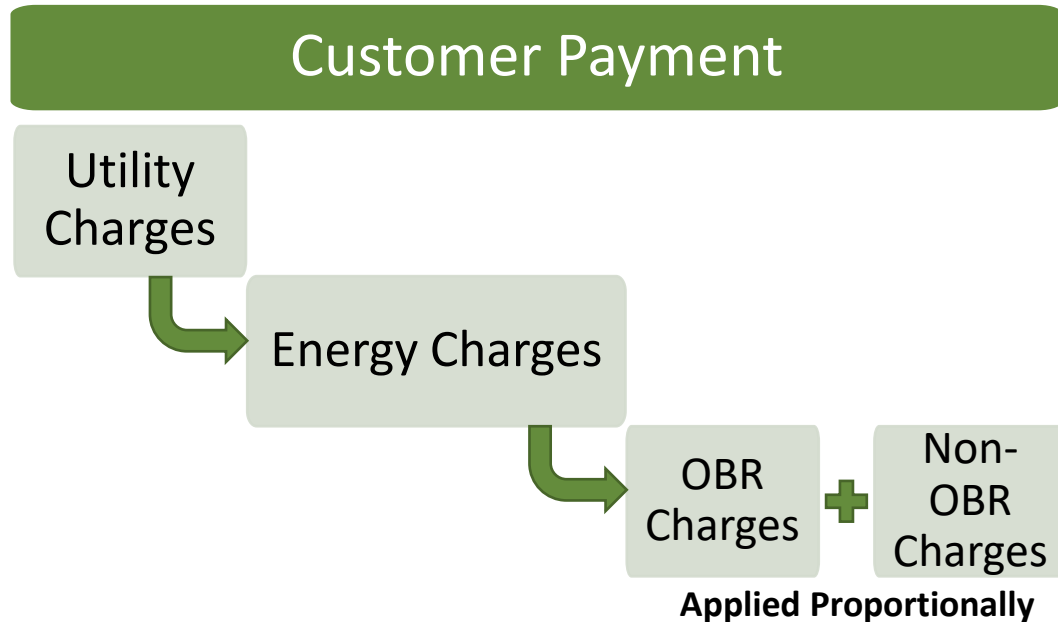 Customer Payment
Utility
Charges
Energy Charges
OBR
Charges
Non-
OBR
Charges
Applied Proportionally